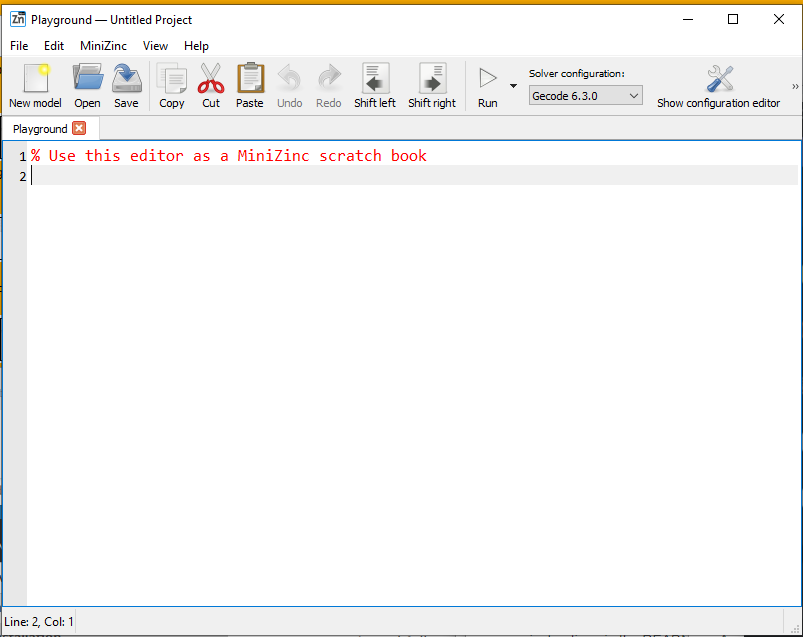 Zn Playground — Untitled Project
File Edit MiniZinc View Help
New model Open Save Copy Cut Paste Undo Redo Shift left Shift right Run Solver configuration: Gecode 6.3.0 Show configuration editor »
Playground
1 % Use this editor as a MiniZinc scratch book
2
Line: 2, Col: 1